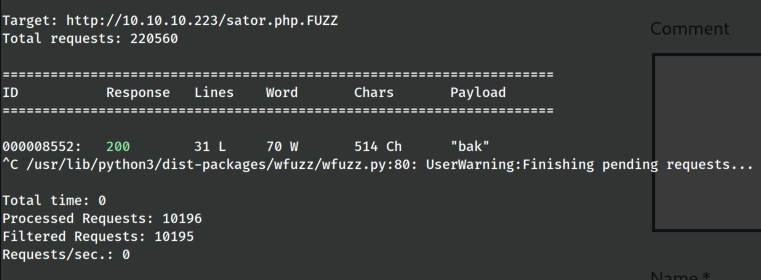 Target: http://10.10.10.223/sator.php.FUZZ
Total requests: 220560
Comment
=====================================================================
ID           Response   Lines    Word       Chars       Payload
=====================================================================
000008552:   200        31 L     70 W       514 Ch      "bak"
^C /usr/lib/python3/dist-packages/wfuzz/wfuzz.py:80: UserWarning:Finishing pending requests...
Total time: 0
Processed Requests: 10196
Filtered Requests: 10195
Requests/sec.: 0
Name *